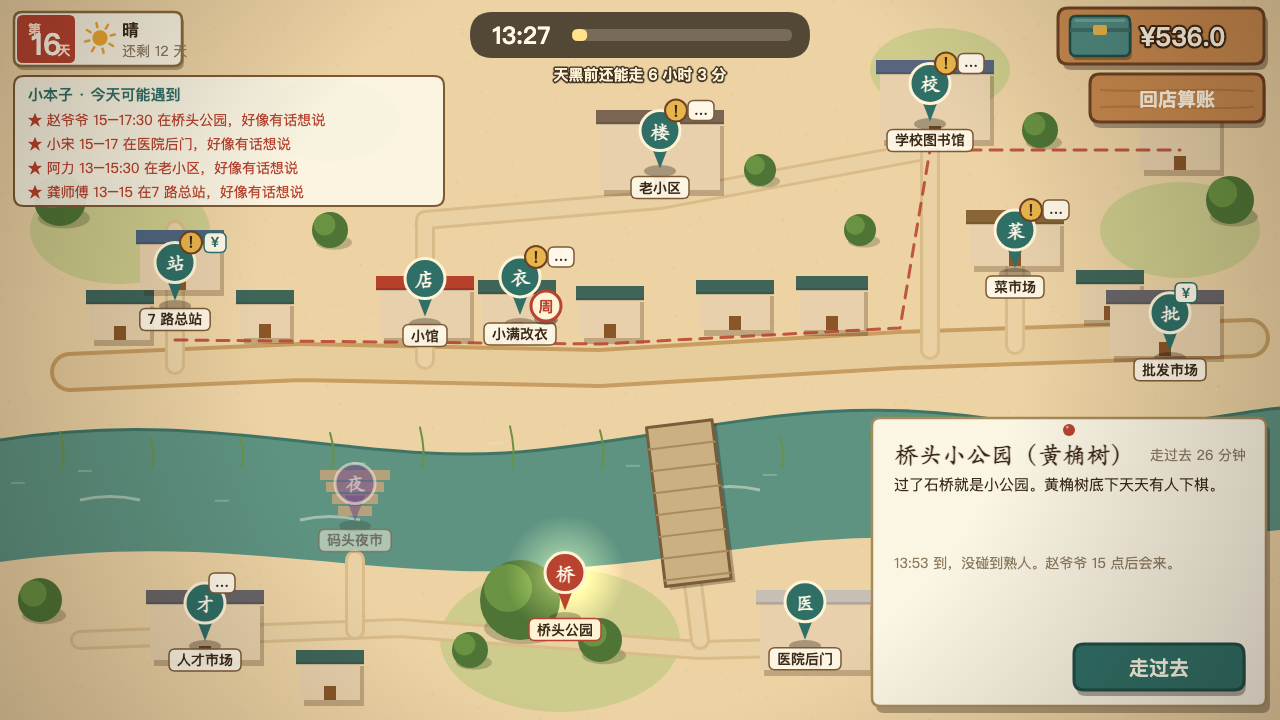 第16天
晴
还剩 12 天
13:27
天黑前还能走 6 小时 3 分
¥536.0
回店算账
小本子 · 今天可能遇到
★ 赵爷爷 15—17:30 在桥头公园，好像有话想说
★ 小宋 15—17 在医院后门，好像有话想说
★ 阿力 13—15:30 在老小区，好像有话想说
★ 龚师傅 13—15 在7 路总站，好像有话想说
校
!
...
学校图书馆
楼
!
...
老小区
站
!
¥
7 路总站
店
小馆
衣
!
...
周
小满改衣
菜
!
...
菜市场
批
¥
批发市场
夜
码头夜市
才
...
人才市场
桥
桥头公园
医
医院后门
桥头小公园（黄桷树）
走过去 26 分钟
过了石桥就是小公园。黄桷树底下天天有人下棋。
13:53 到，没碰到熟人。赵爷爷 15 点后会来。
走过去